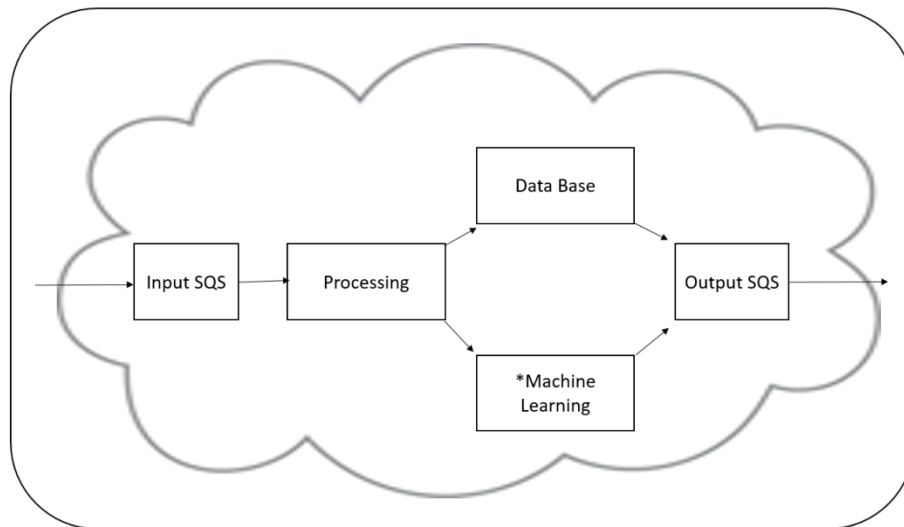 Data Base
Input SQS
Processing
Output SQS
*Machine
Learning